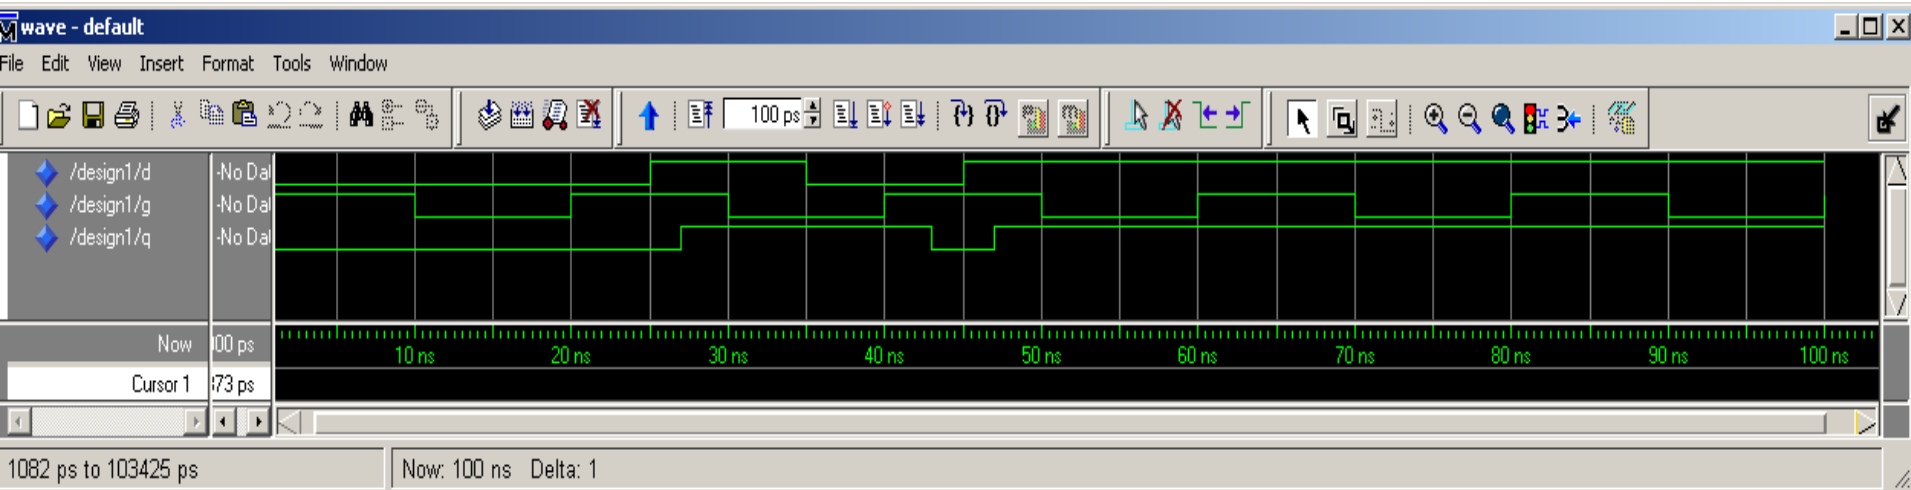 wave - default
File Edit View Insert Format Tools Window
100 ps
/design1/d -No Dat
/design1/g -No Dat
/design1/q -No Dat
Now 00 ps
10 ns 20 ns 30 ns 40 ns 50 ns 60 ns 70 ns 80 ns 90 ns 100 ns
Cursor 1 373 ps
1082 ps to 103425 ps Now: 100 ns Delta: 1